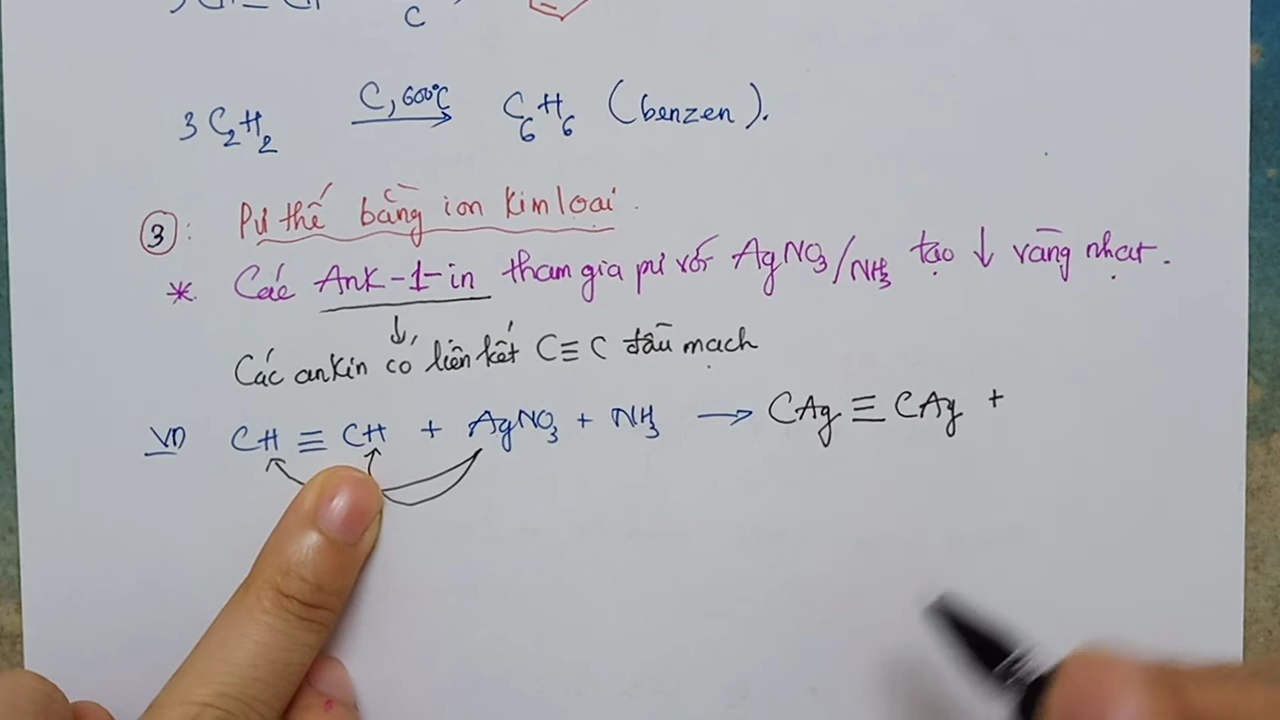 C
3C₂H₂ —C, 600°C→ C₆H₆ (benzen).
③: Pư thế bằng ion kim loại.
* Các Ank-1-in tham gia pư với AgNO₃/NH₃ tạo ↓ vàng nhạt.
↓
Các ankin có liên kết C≡C đầu mạch
VD CH ≡ CH + AgNO₃ + NH₃ → CAg ≡ CAg +